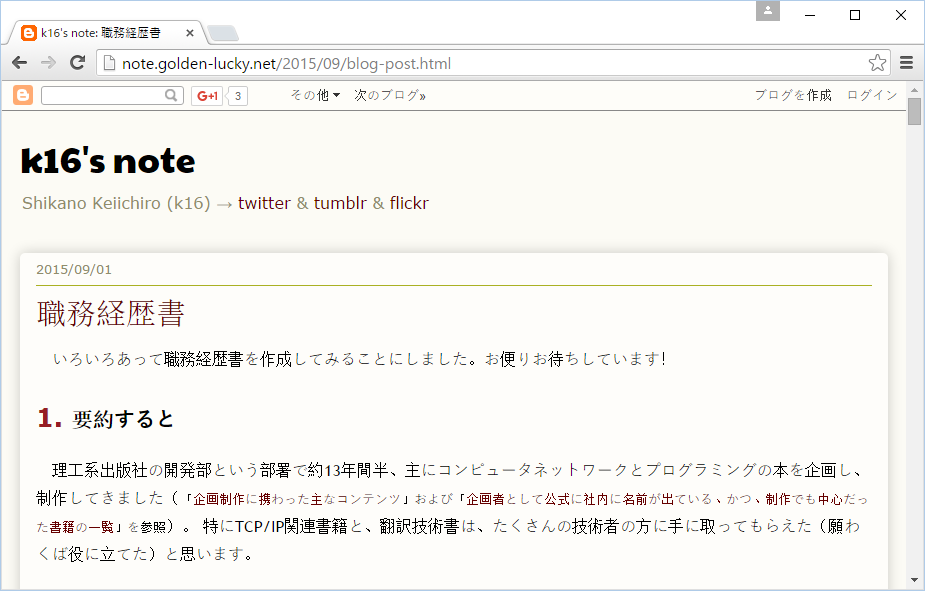 k16's note: 職務経歴書
note.golden-lucky.net/2015/09/blog-post.html
G+1 3 その他 次のブログ» ブログを作成 ログイン
k16's note
Shikano Keiichiro (k16) → twitter & tumblr & flickr
2015/09/01
職務経歴書
いろいろあって職務経歴書を作成してみることにしました。お便りお待ちしています!
1. 要約すると
理工系出版社の開発部という部署で約13年間半、主にコンピュータネットワークとプログラミングの本を企画し、
制作してきました（「企画制作に携わった主なコンテンツ」および「企画者として公式に社内に名前が出ている、かつ、制作でも中心だっ
た書籍の一覧」を参照）。 特にTCP/IP関連書籍と、翻訳技術書は、たくさんの技術者の方に手に取ってもらえた（願わ
くば役に立てた）と思います。